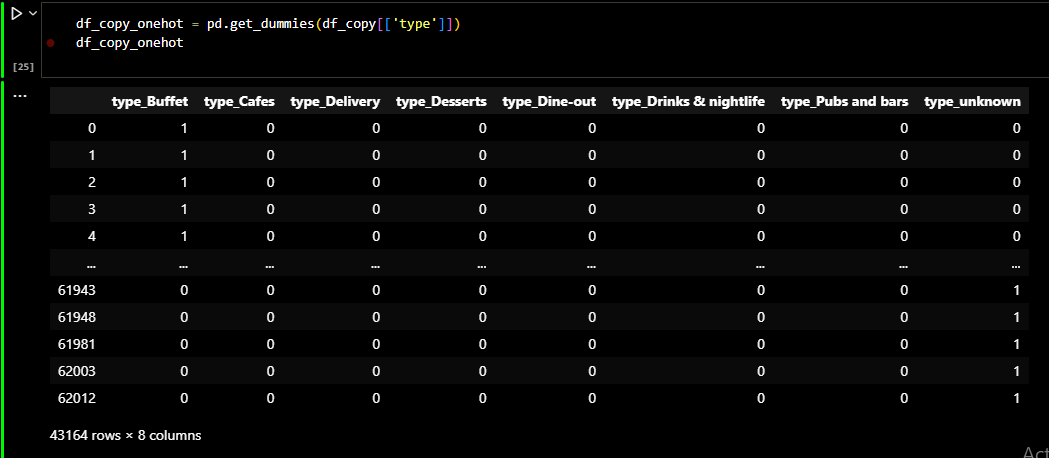 df_copy_onehot = pd.get_dummies(df_copy[['type']])
df_copy_onehot
[25]
...
type_Buffet type_Cafes type_Delivery type_Desserts type_Dine-out type_Drinks & nightlife type_Pubs and bars type_unknown
0 1 0 0 0 0 0 0 0
1 1 0 0 0 0 0 0 0
2 1 0 0 0 0 0 0 0
3 1 0 0 0 0 0 0 0
4 1 0 0 0 0 0 0 0
... ... ... ... ... ... ... ... ...
61943 0 0 0 0 0 0 0 1
61948 0 0 0 0 0 0 0 1
61981 0 0 0 0 0 0 0 1
62003 0 0 0 0 0 0 0 1
62012 0 0 0 0 0 0 0 1
43164 rows × 8 columns